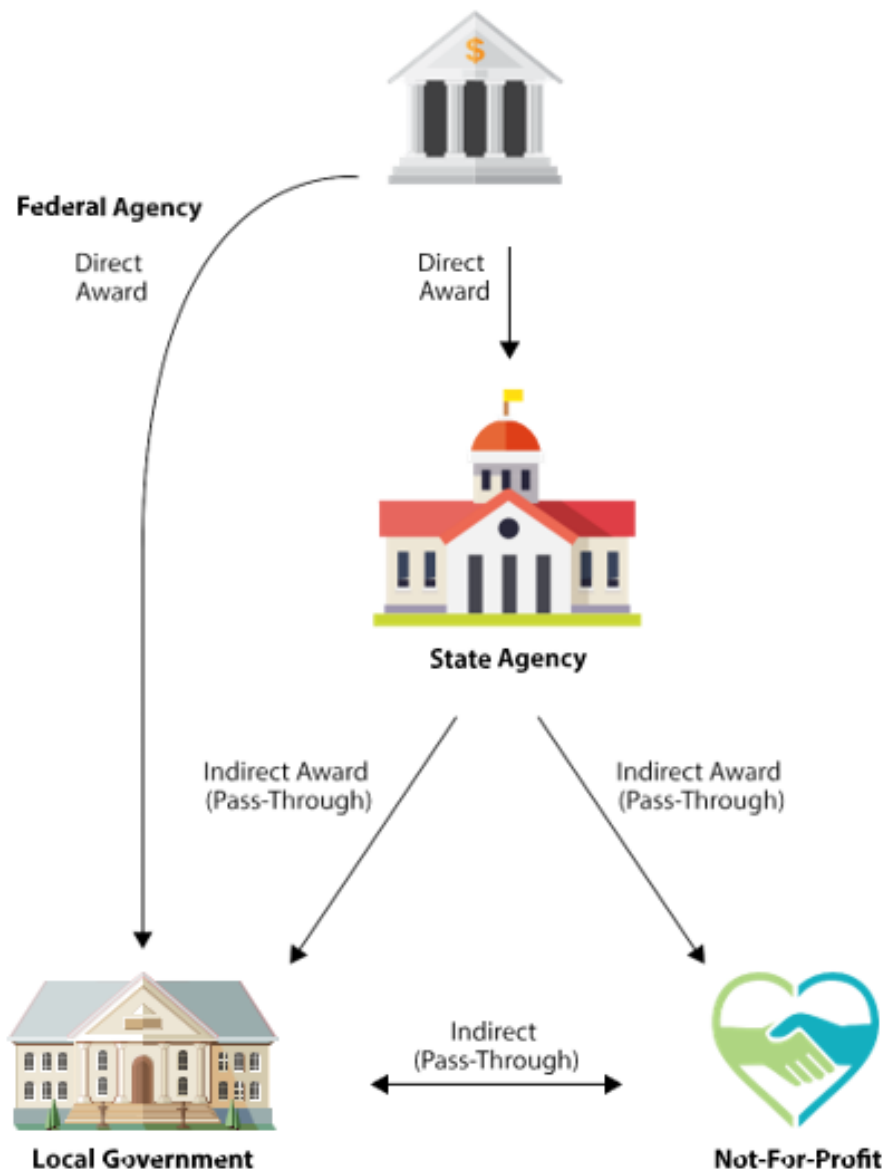 $
Federal Agency
Direct
Award
Direct
Award
State Agency
Indirect Award
(Pass-Through)
Indirect Award
(Pass-Through)
Indirect
(Pass-Through)
Local Government
Not-For-Profit